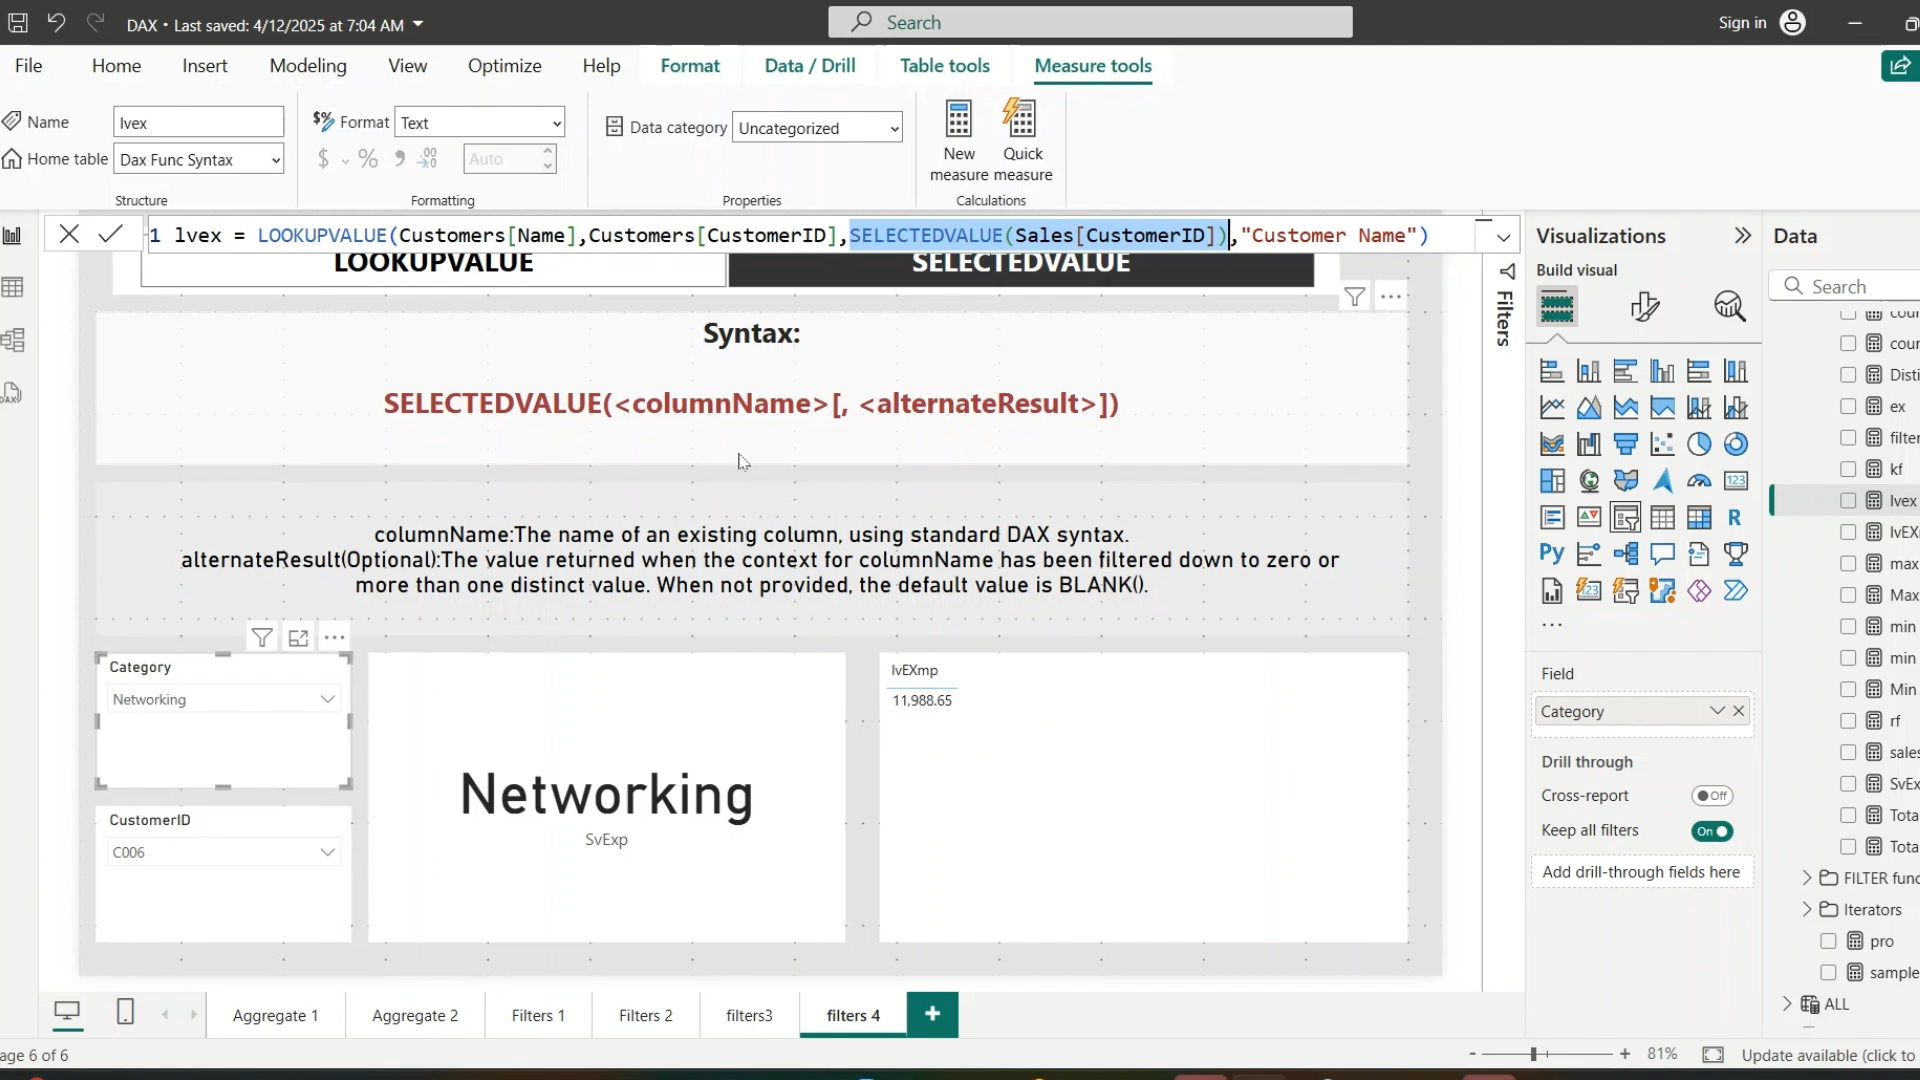 DAX • Last saved: 4/12/2025 at 7:04 AM
Search
Sign in
File Home Insert Modeling View Optimize Help Format Data / Drill Table tools Measure tools
Name lvex
Home table Dax Func Syntax
Structure
Format Text
$ % Auto
Formatting
Data category Uncategorized
Properties
New measure
Quick measure
Calculations
1 lvex = LOOKUPVALUE(Customers[Name],Customers[CustomerID],SELECTEDVALUE(Sales[CustomerID]),"Customer Name")
LOOKUPVALUE
SELECTEDVALUE
Syntax:
SELECTEDVALUE(<columnName>[, <alternateResult>])
columnName:The name of an existing column, using standard DAX syntax.
alternateResult(Optional):The value returned when the context for columnName has been filtered down to zero or
more than one distinct value. When not provided, the default value is BLANK().
Category
Networking
CustomerID
C006
Networking
SvExp
lvEXmp
11,988.65
Filters
Visualizations
Build visual
Field
Category
Drill through
Cross-report Off
Keep all filters On
Add drill-through fields here
Data
Search
cour
Disti
ex
filter
kf
lvex
lvEX
max
Max
min
min
Min
rf
sales
SvEx
Tota
Tota
FILTER func
Iterators
pro
sample
ALL
Aggregate 1 Aggregate 2 Filters 1 Filters 2 filters3 filters 4 +
age 6 of 6
- + 81%
Update available (click to